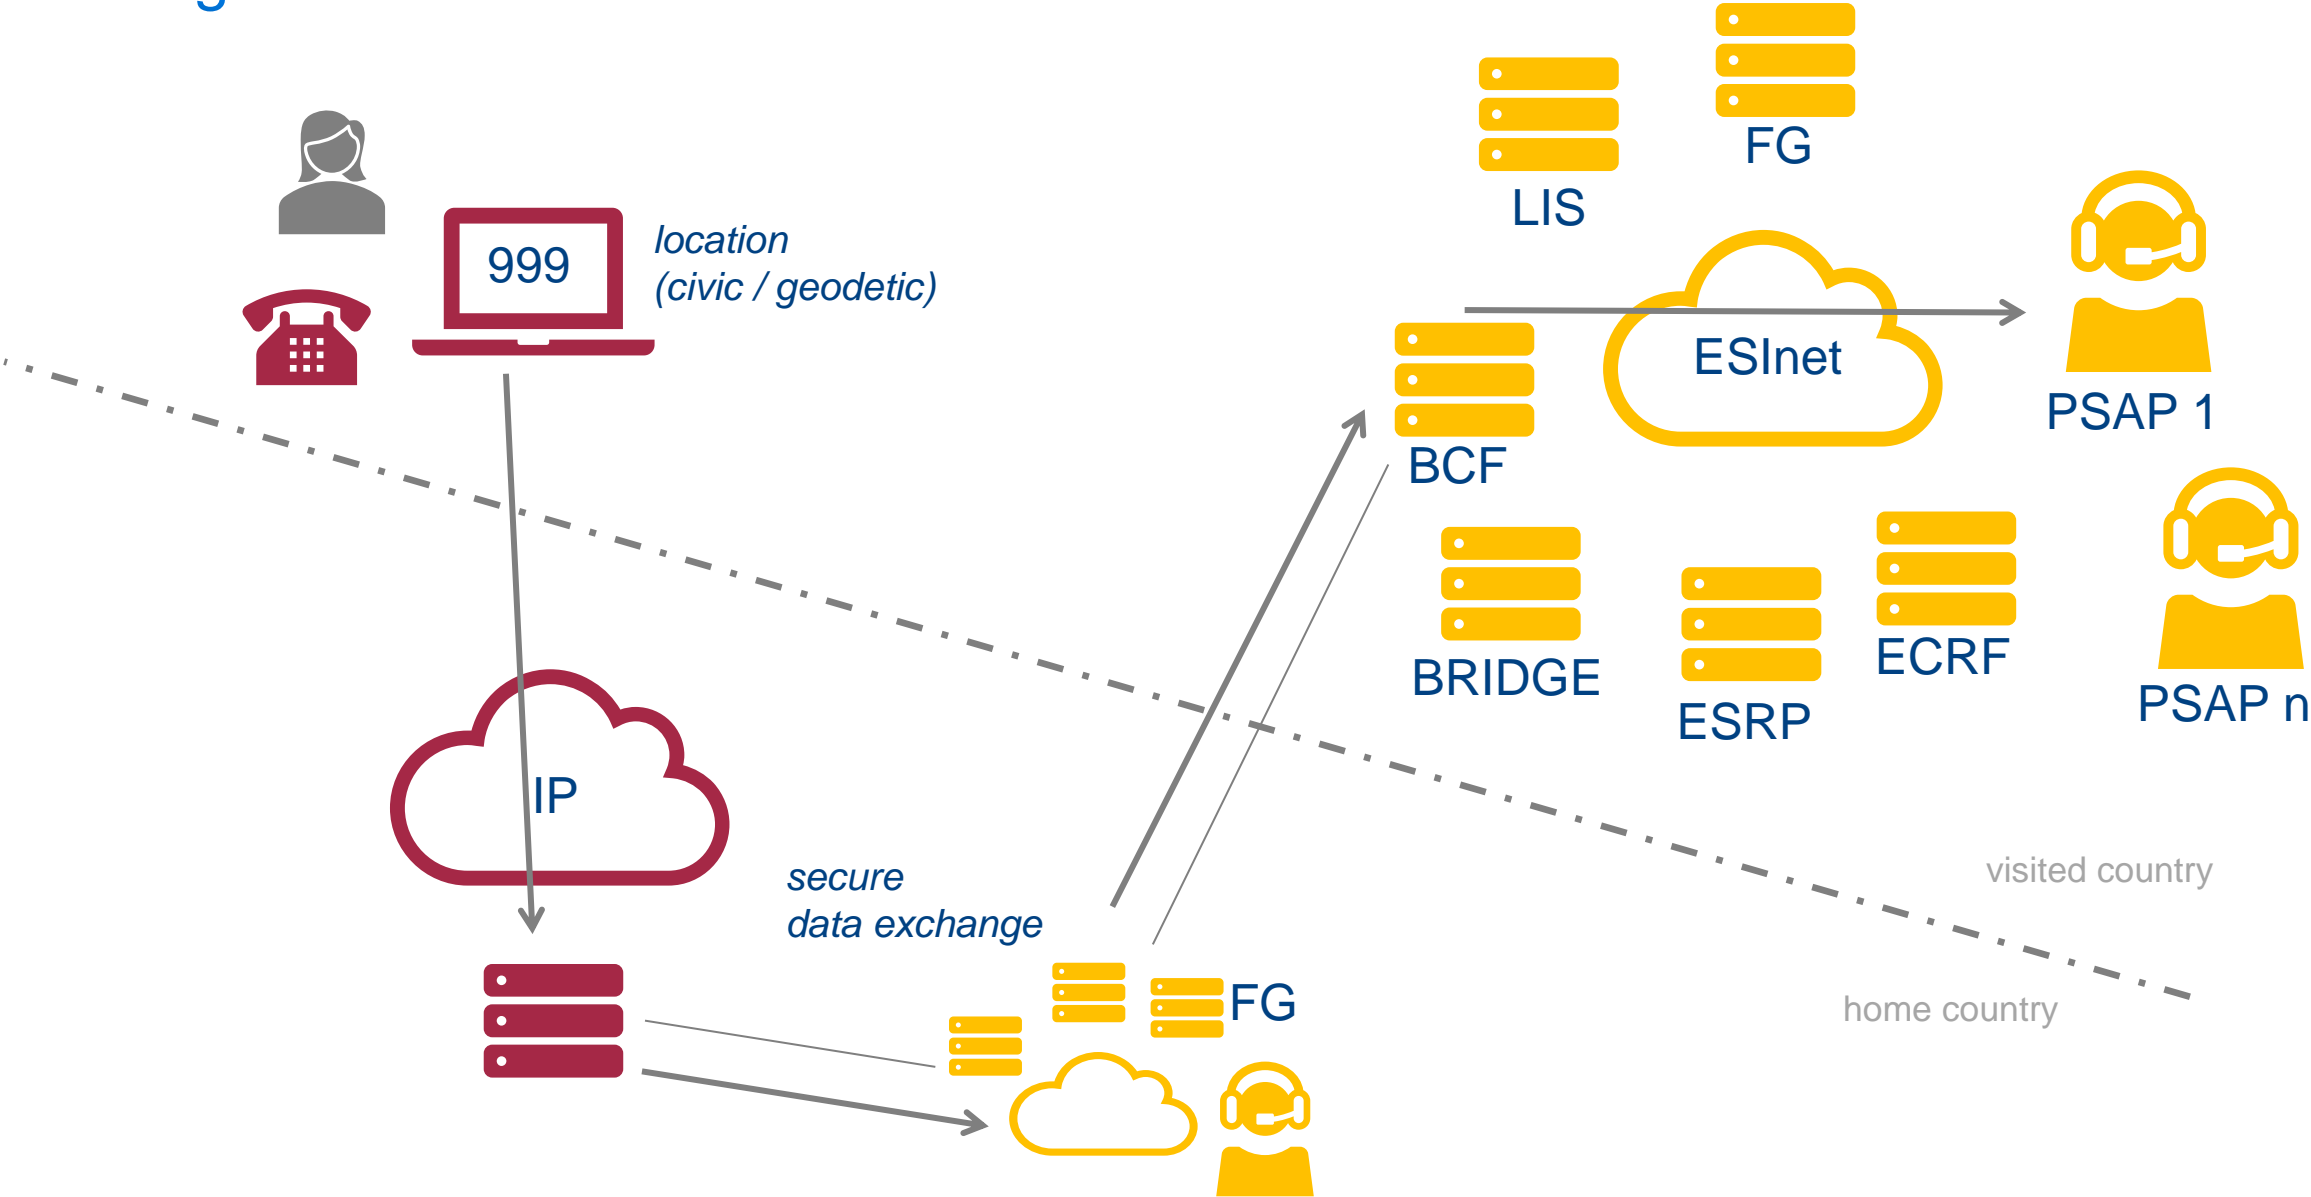 FG
LIS
999
location
(civic / geodetic)
ESInet
PSAP 1
BCF
BRIDGE
ESRP
ECRF
PSAP n
IP
secure
data exchange
visited country
FG
home country